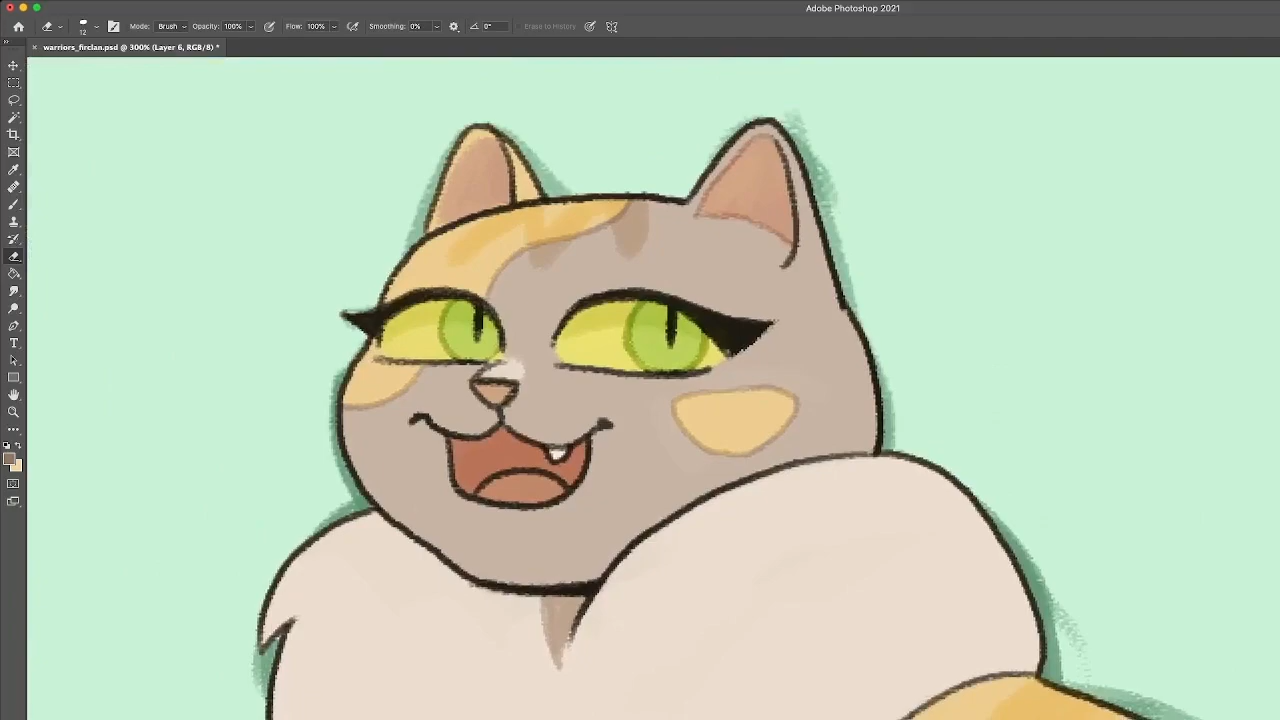 Adobe Photoshop 2021
12 Mode: Brush Opacity: 100% Flow: 100% Smoothing: 0% 0° Erase to History
× warriors_firclan.psd @ 300% (Layer 6, RGB/8) *
T